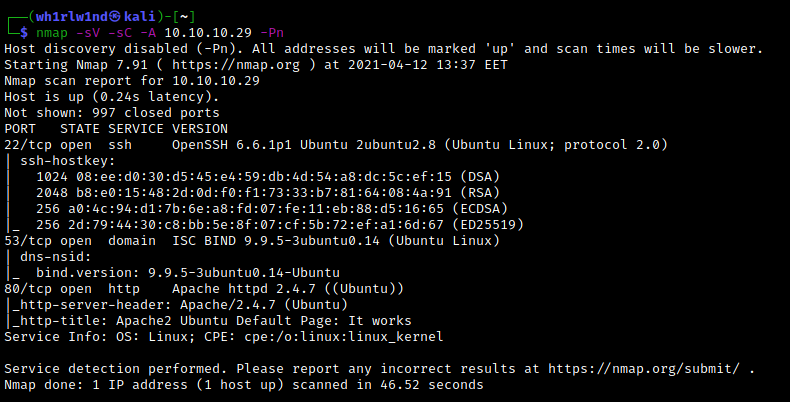 ┌──(wh1rlw1nd㉿kali)-[~]
└─$ nmap -sV -sC -A 10.10.10.29 -Pn
Host discovery disabled (-Pn). All addresses will be marked 'up' and scan times will be slower.
Starting Nmap 7.91 ( https://nmap.org ) at 2021-04-12 13:37 EET
Nmap scan report for 10.10.10.29
Host is up (0.24s latency).
Not shown: 997 closed ports
PORT   STATE SERVICE VERSION
22/tcp open  ssh     OpenSSH 6.6.1p1 Ubuntu 2ubuntu2.8 (Ubuntu Linux; protocol 2.0)
| ssh-hostkey:
|   1024 08:ee:d0:30:d5:45:e4:59:db:4d:54:a8:dc:5c:ef:15 (DSA)
|   2048 b8:e0:15:48:2d:0d:f0:f1:73:33:b7:81:64:08:4a:91 (RSA)
|   256 a0:4c:94:d1:7b:6e:a8:fd:07:fe:11:eb:88:d5:16:65 (ECDSA)
|_  256 2d:79:44:30:c8:bb:5e:8f:07:cf:5b:72:ef:a1:6d:67 (ED25519)
53/tcp open  domain  ISC BIND 9.9.5-3ubuntu0.14 (Ubuntu Linux)
| dns-nsid:
|_  bind.version: 9.9.5-3ubuntu0.14-Ubuntu
80/tcp open  http    Apache httpd 2.4.7 ((Ubuntu))
|_http-server-header: Apache/2.4.7 (Ubuntu)
|_http-title: Apache2 Ubuntu Default Page: It works
Service Info: OS: Linux; CPE: cpe:/o:linux:linux_kernel

Service detection performed. Please report any incorrect results at https://nmap.org/submit/ .
Nmap done: 1 IP address (1 host up) scanned in 46.52 seconds